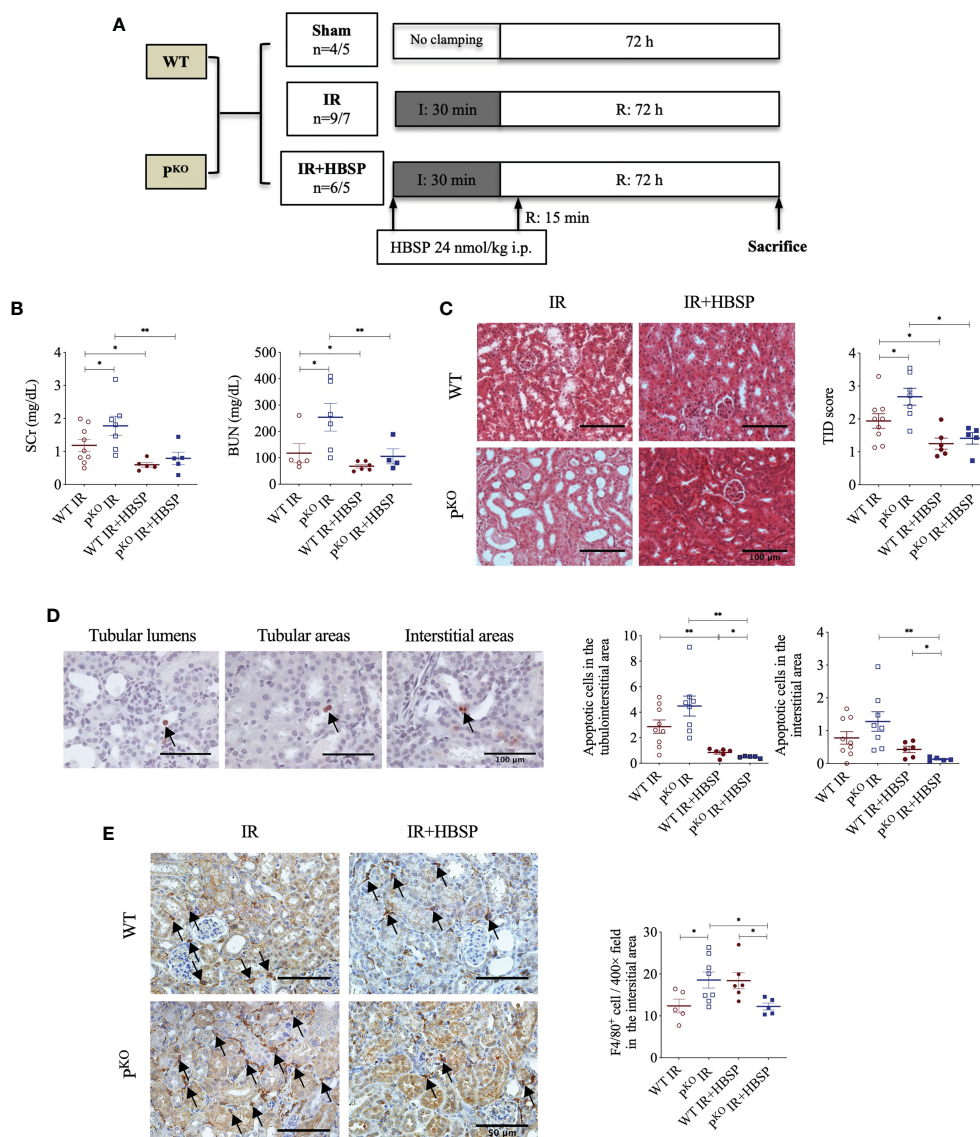 A
WT
PKO
Sham
n=4/5
No clamping
72 h
IR
n=9/7
I: 30 min
R: 72 h
IR+HBSP
n=6/5
I: 30 min
R: 72 h
R: 15 min
HBSP 24 nmol/kg i.p.
Sacrifice
B
SCr (mg/dL)
4
3
2
1
0
**
*
*
WT IR
PKO IR
WT IR+HBSP
PKO IR+HBSP
BUN (mg/dL)
500
400
300
200
100
0
**
*
*
WT IR
PKO IR
WT IR+HBSP
PKO IR+HBSP
C
IR
IR+HBSP
WT
PKO
100 μm
TID score
4
3
2
1
0
*
*
*
WT IR
PKO IR
WT IR+HBSP
PKO IR+HBSP
D
Tubular lumens
Tubular areas
Interstitial areas
100 μm
Apoptotic cells in the
tubulointerstitial area
10
8
6
4
2
0
**
**
*
WT IR
PKO IR
WT IR+HBSP
PKO IR+HBSP
Apoptotic cells in the
interstitial area
4
3
2
1
0
**
*
WT IR
PKO IR
WT IR+HBSP
PKO IR+HBSP
E
IR
IR+HBSP
WT
PKO
50 μm
F4/80+ cell / 400× field
in the interstitial area
30
20
10
0
*
*
*
WT IR
PKO IR
WT IR+HBSP
PKO IR+HBSP